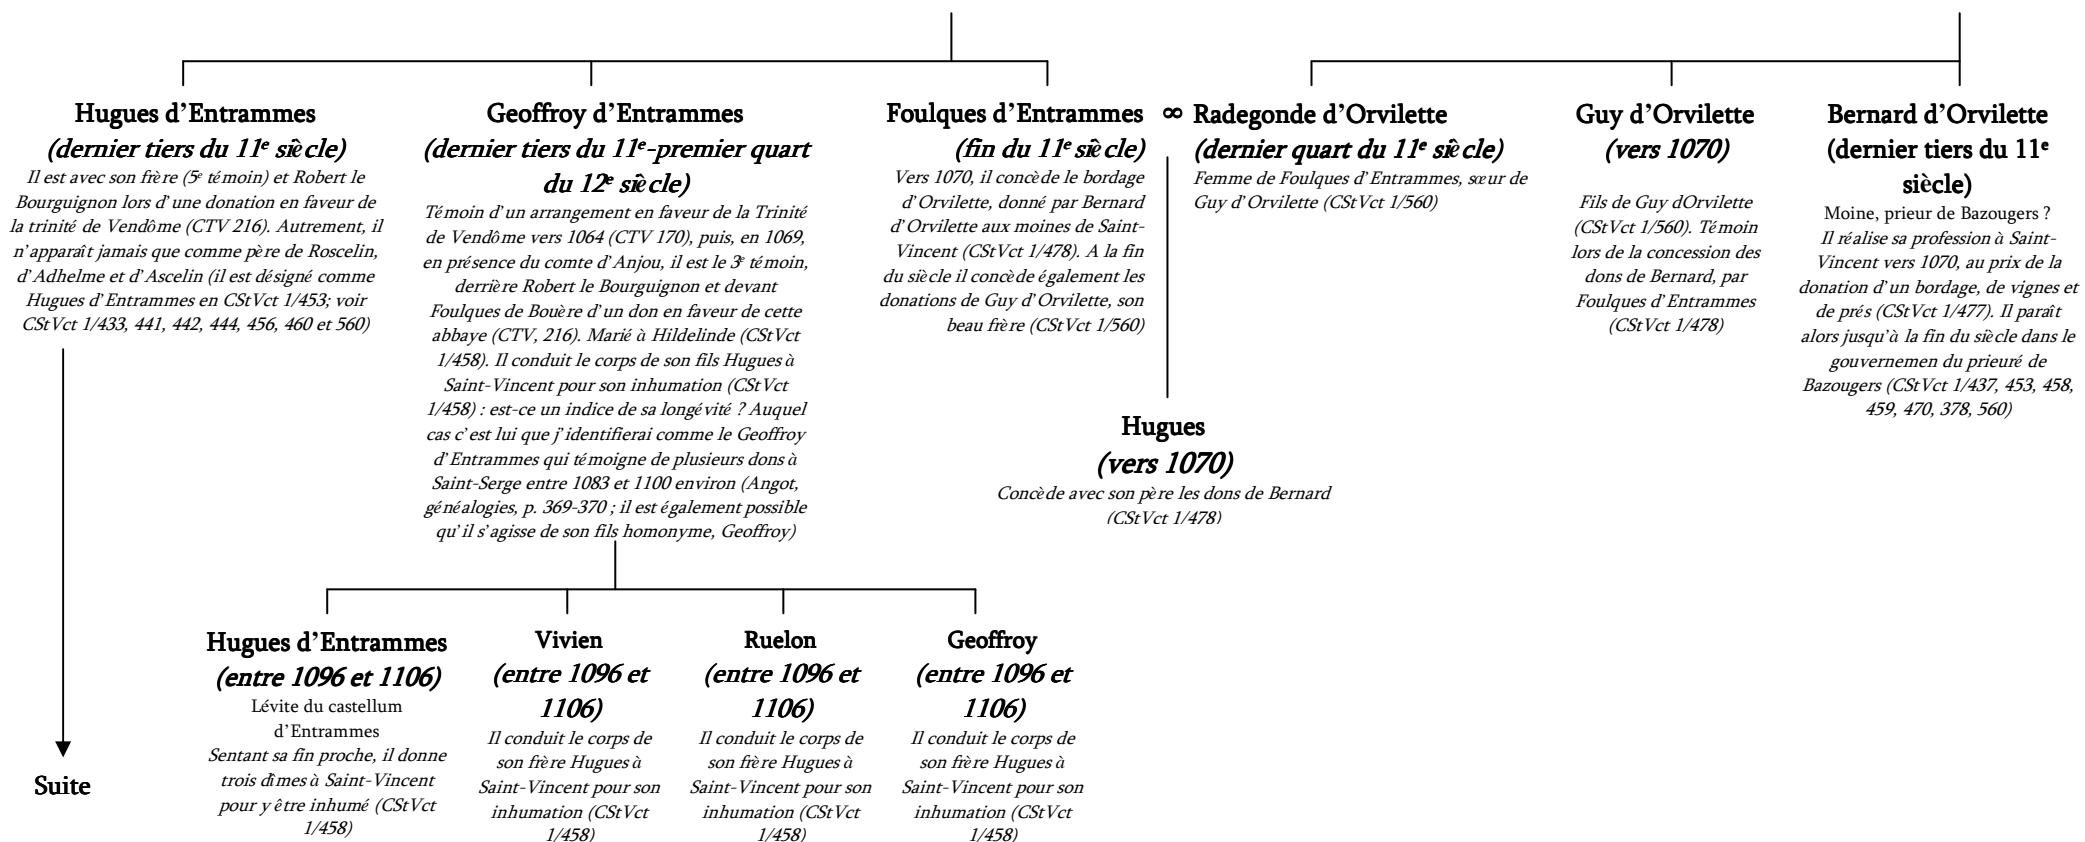 Hugues d’Entrammes
(dernier tiers du 11e siècle)
Il est avec son frère (5e témoin) et Robert le
Bourguignon lors d’une donation en faveur de
la trinité de Vendôme (CTV 216). Autrement, il
n’apparaît jamais que comme père de Roscelin,
d’Adhelme et d’Ascelin (il est désigné comme
Hugues d’Entrammes en CStVct 1/453; voir
CStVct 1/433, 441, 442, 444, 456, 460 et 560)
Suite
Geoffroy d’Entrammes
(dernier tiers du 11e-premier quart
du 12e siècle)
Témoin d’un arrangement en faveur de la Trinité
de Vendôme vers 1064 (CTV 170), puis, en 1069,
en présence du comte d’Anjou, il est le 3e témoin,
derrière Robert le Bourguignon et devant
Foulques de Bouère d’un don en faveur de cette
abbaye (CTV, 216). Marié à Hildelinde (CStVct
1/458). Il conduit le corps de son fils Hugues à
Saint-Vincent pour son inhumation (CStVct
1/458) : est-ce un indice de sa longévité ? Auquel
cas c’est lui que j’identifierai comme le Geoffroy
d’Entrammes qui témoigne de plusieurs dons à
Saint-Serge entre 1083 et 1100 environ (Angot,
généalogies, p. 369-370 ; il est également possible
qu’il s’agisse de son fils homonyme, Geoffroy)
Foulques d’Entrammes
(fin du 11e siècle)
Vers 1070, il concède le bordage
d’Orvilette, donné par Bernard
d’Orvilette aux moines de Saint-
Vincent (CStVct 1/478). A la fin
du siècle il concède également les
donations de Guy d’Orvilette, son
beau frère (CStVct 1/560)
∞
Radegonde d’Orvilette
(dernier quart du 11e siècle)
Femme de Foulques d’Entrammes, sœur de
Guy d’Orvilette (CStVct 1/560)
Guy d’Orvilette
(vers 1070)
Fils de Guy dOrvilette
(CStVct 1/560). Témoin
lors de la concession des
dons de Bernard, par
Foulques d’Entrammes
(CStVct 1/478)
Bernard d’Orvilette
(dernier tiers du 11e
siècle)
Moine, prieur de Bazougers ?
Il réalise sa profession à Saint-
Vincent vers 1070, au prix de la
donation d’un bordage, de vignes et
de prés (CStVct 1/477). Il paraît
alors jusqu’à la fin du siècle dans le
gouvernemen du prieuré de
Bazougers (CStVct 1/437, 453, 458,
459, 470, 378, 560)
Hugues
(vers 1070)
Concède avec son père les dons de Bernard
(CStVct 1/478)
Hugues d’Entrammes
(entre 1096 et 1106)
Lévite du castellum
d’Entrammes
Sentant sa fin proche, il donne
trois dîmes à Saint-Vincent
pour y être inhumé (CStVct
1/458)
Vivien
(entre 1096 et
1106)
Il conduit le corps de
son frère Hugues à
Saint-Vincent pour son
inhumation (CStVct
1/458)
Ruelon
(entre 1096 et
1106)
Il conduit le corps de
son frère Hugues à
Saint-Vincent pour son
inhumation (CStVct
1/458)
Geoffroy
(entre 1096 et
1106)
Il conduit le corps de
son frère Hugues à
Saint-Vincent pour son
inhumation (CStVct
1/458)